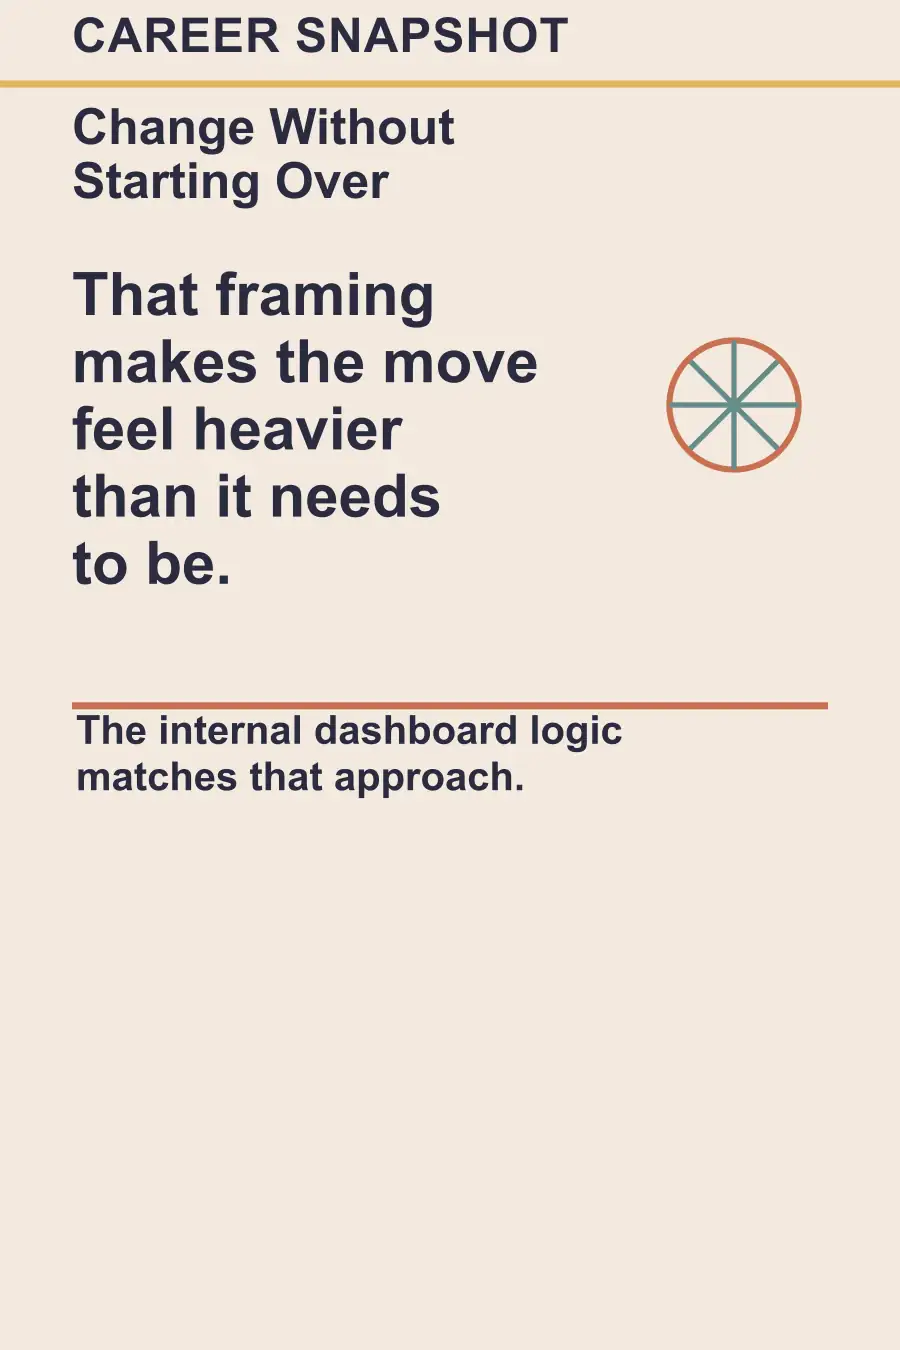 CAREER SNAPSHOT
Change Without
Starting Over
That framing
makes the move
feel heavier
than it needs
to be.
The internal dashboard logic
matches that approach.